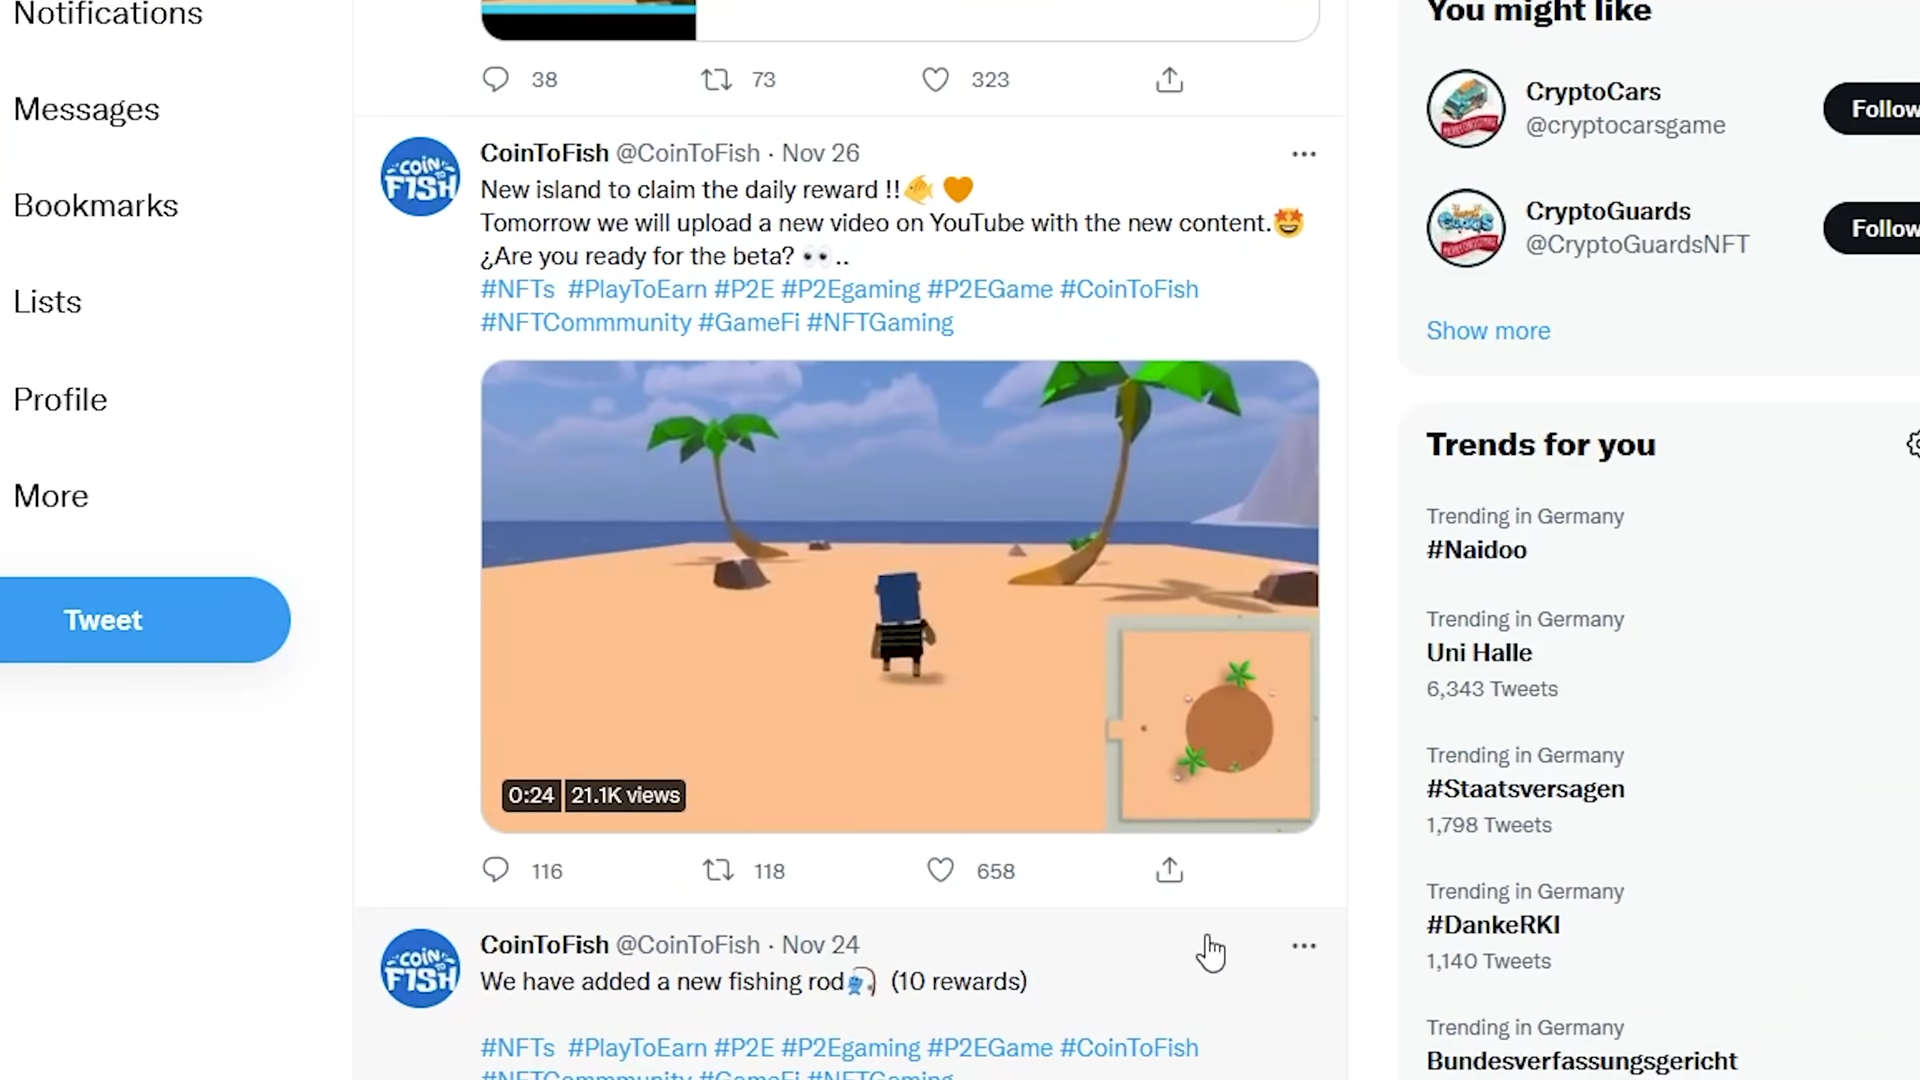 Notifications
Messages
Bookmarks
Lists
Profile
More
Tweet
38 73 323
COIN TO FISH
CoinToFish @CoinToFish · Nov 26
New island to claim the daily reward !!🐠 🧡
Tomorrow we will upload a new video on YouTube with the new content.🤩
¿Are you ready for the beta? 👀..
#NFTs #PlayToEarn #P2E #P2Egaming #P2EGame #CoinToFish
#NFTCommmunity #GameFi #NFTGaming
0:24 21.1K views
116 118 658
COIN TO FISH
CoinToFish @CoinToFish · Nov 24
We have added a new fishing rod🎣 (10 rewards)
#NFTs #PlayToEarn #P2E #P2Egaming #P2EGame #CoinToFish
#NFTCommmunity #GameFi #NFTGaming
You might like
CryptoCars
@cryptocarsgame
Follow
CryptoGuards
@CryptoGuardsNFT
Follow
Show more
Trends for you
Trending in Germany
#Naidoo
Trending in Germany
Uni Halle
6,343 Tweets
Trending in Germany
#Staatsversagen
1,798 Tweets
Trending in Germany
#DankeRKI
1,140 Tweets
Trending in Germany
Bundesverfassungsgericht